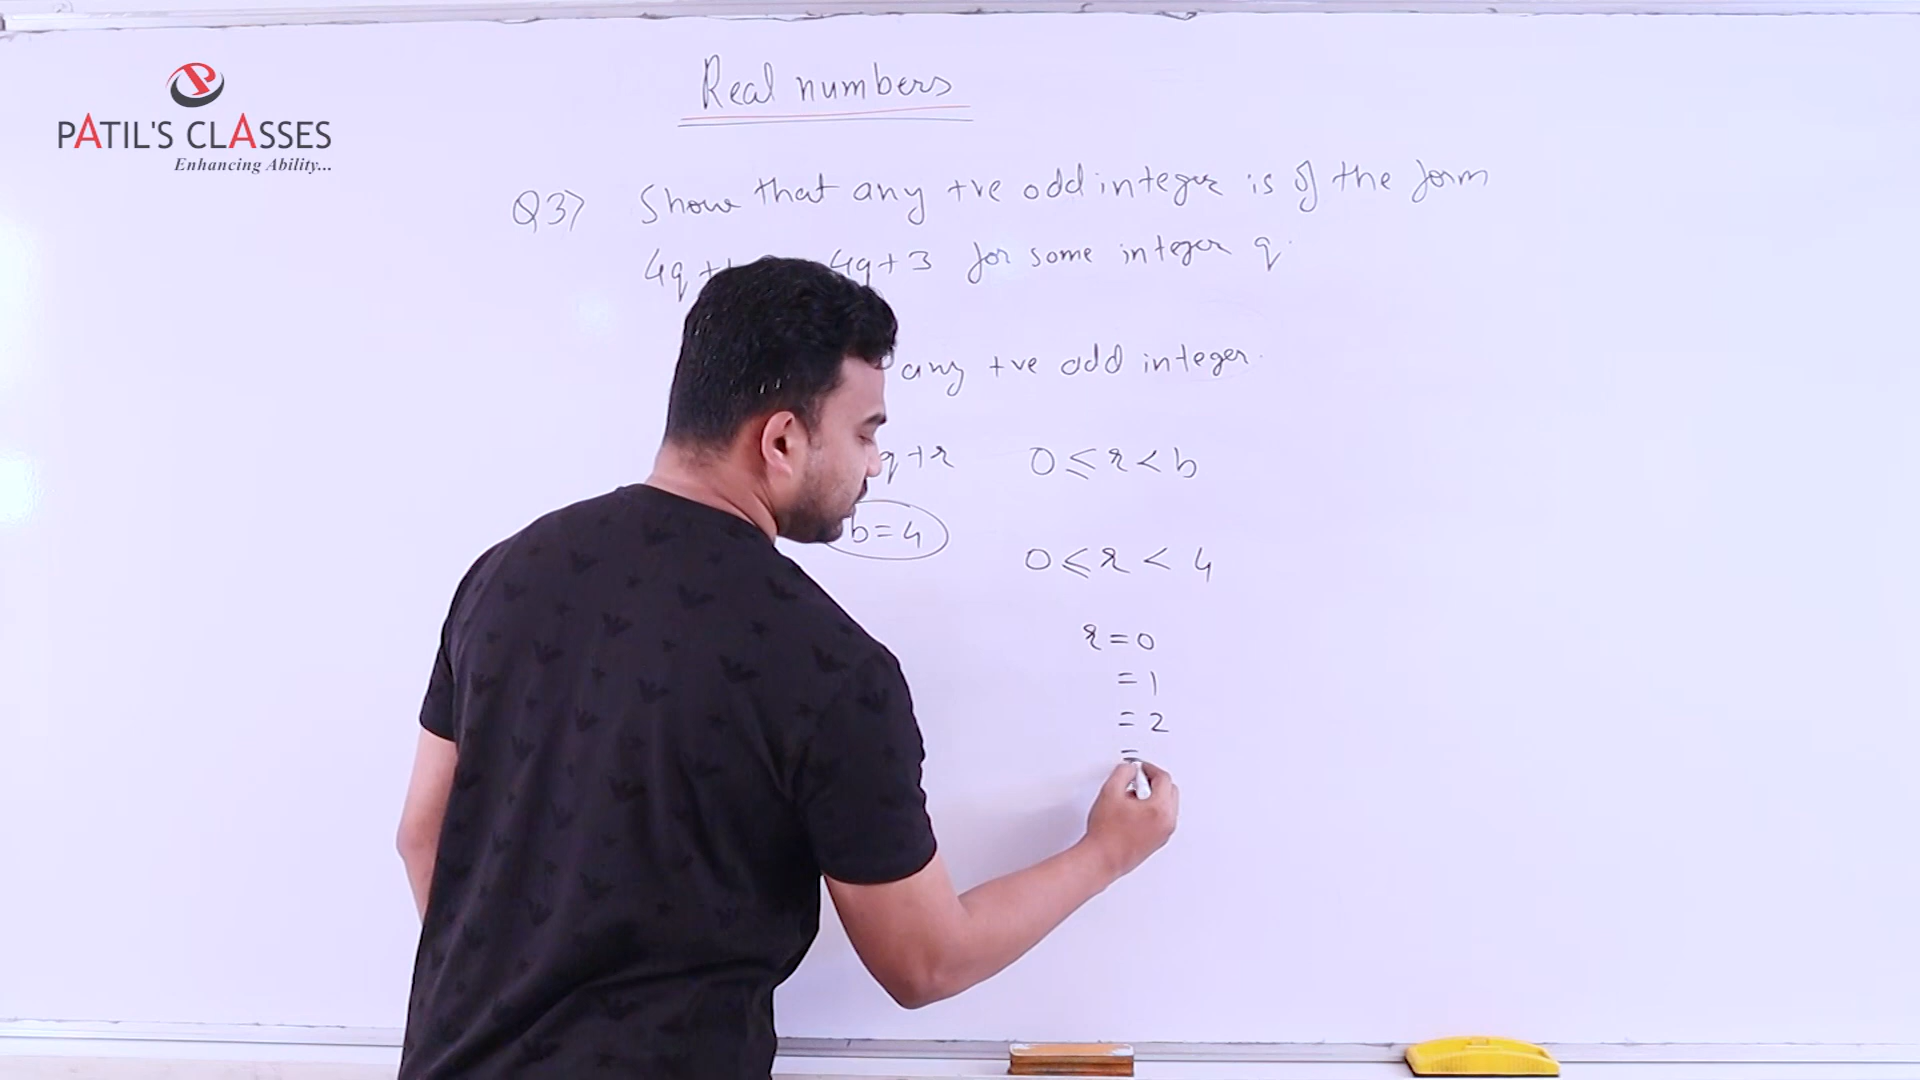 PATIL'S CLASSES
Enhancing Ability...
Real numbers
Q3> Show that any +ve odd integer is of the form
4q + 4q+3 for some integer q.
any +ve odd integer.
q+r 0 ≤ r < b
b=4
0 ≤ r < 4
r = 0
= 1
= 2
=